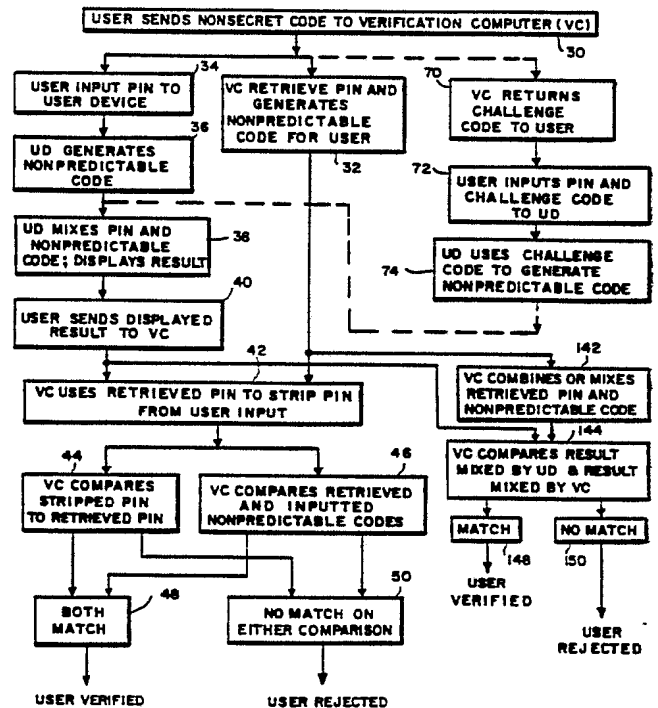 USER SENDS NONSECRET CODE TO VERIFICATION COMPUTER (VC)
30
34
USER INPUT PIN TO
USER DEVICE
36
UD GENERATES
NONPREDICTABLE
CODE
UD MIXES PIN AND
NONPREDICTABLE
CODE; DISPLAYS RESULT
36
40
USER SENDS DISPLAYED
RESULT TO VC
VC RETRIEVE PIN AND
GENERATES
NONPREDICTABLE
CODE FOR USER
32
70
VC RETURNS
CHALLENGE
CODE TO USER
72
USER INPUTS PIN AND
CHALLENGE CODE
TO UD
74
UD USES CHALLENGE
CODE TO GENERATE
NONPREDICTABLE CODE
42
VC USES RETRIEVED PIN TO STRIP PIN
FROM USER INPUT
142
VC COMBINES OR MIXES
RETRIEVED PIN AND
NONPREDICTABLE CODE
144
VC COMPARES RESULT
MIXED BY UD & RESULT
MIXED BY VC
44
VC COMPARES
STRIPPED PIN
TO RETRIEVED PIN
46
VC COMPARES RETRIEVED
AND INPUTTED
NONPREDICTABLE CODES
MATCH
148
USER
VERIFIED
NO MATCH
150
USER
REJECTED
48
BOTH
MATCH
USER VERIFIED
50
NO MATCH ON
EITHER COMPARISON
USER REJECTED